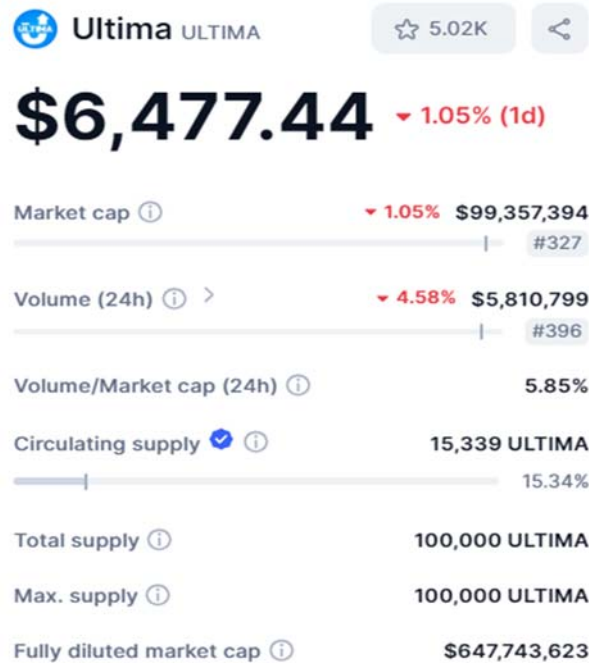 Ultima ULTIMA 5.02K
$6,477.44 1.05% (1d)
Market cap 1.05% $99,357,394
#327
Volume (24h) 4.58% $5,810,799
#396
Volume/Market cap (24h) 5.85%
Circulating supply 15,339 ULTIMA
15.34%
Total supply 100,000 ULTIMA
Max. supply 100,000 ULTIMA
Fully diluted market cap $647,743,623